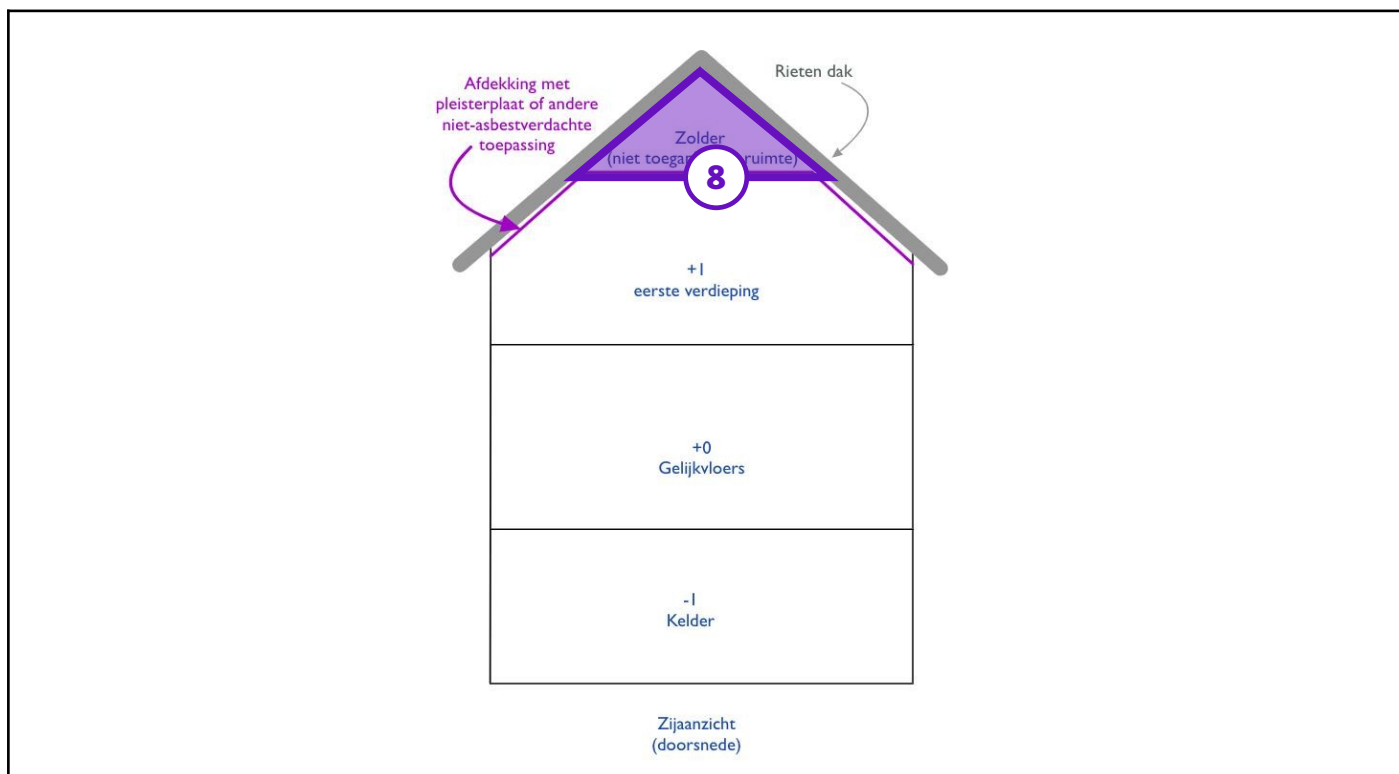 Afdekking met
pleisterplaat of andere
niet-asbestverdachte
toepassing
Rieten dak
Zolder
(niet ruimte)
8
+1
eerste verdieping
+0
Gelijkvloers
-1
Kelder
Zijaanzicht
(doorsnede)